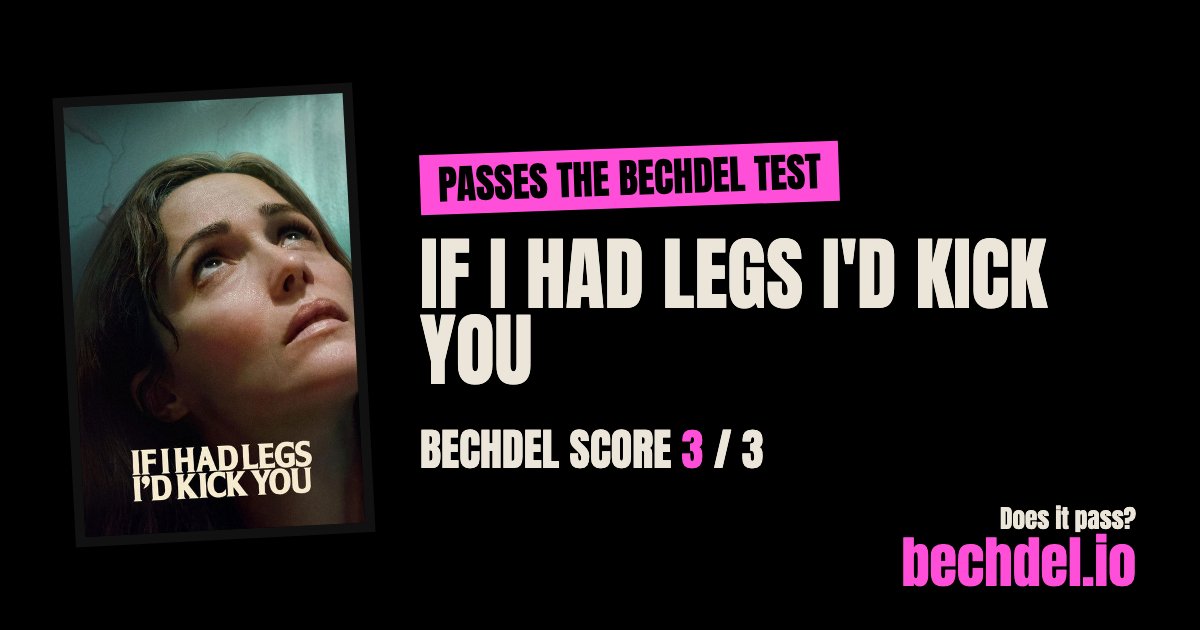 IF I HAD LEGS
I'D KICK YOU
PASSES THE BECHDEL TEST
IF I HAD LEGS I'D KICK
YOU
BECHDEL SCORE 3 / 3
Does it pass?
bechdel.io